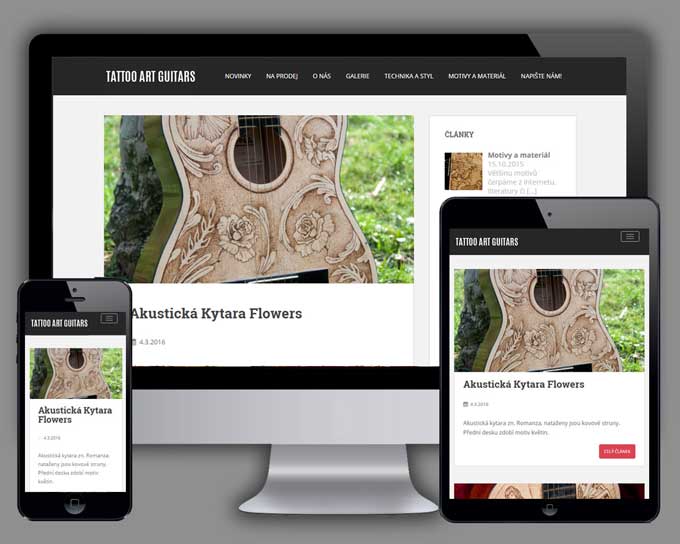 TATTOO ART GUITARS
NOVINKY NA PRODEJ O NÁS GALERIE TECHNIKA A STYL MOTIVY A MATERIÁL NAPIŠTE NÁM!
ČLÁNKY
Motivy a materiál
15.10.2015
Většinu motivů
čerpáme z internetu,
literatury či [...]
Akustická Kytara Flowers
4.3.2016
TATTOO ART GUITARS
Akustická Kytara
Flowers
4.3.2016
Akustická kytara zn. Romanza,
nataženy jsou kovové struny.
Přední desku zdobí motiv
květin.
TATTOO ART GUITARS
Akustická Kytara Flowers
4.3.2016
Akustická kytara zn. Romanza, nataženy jsou kovové struny.
Přední desku zdobí motiv květin.
CELÝ ČLÁNEK